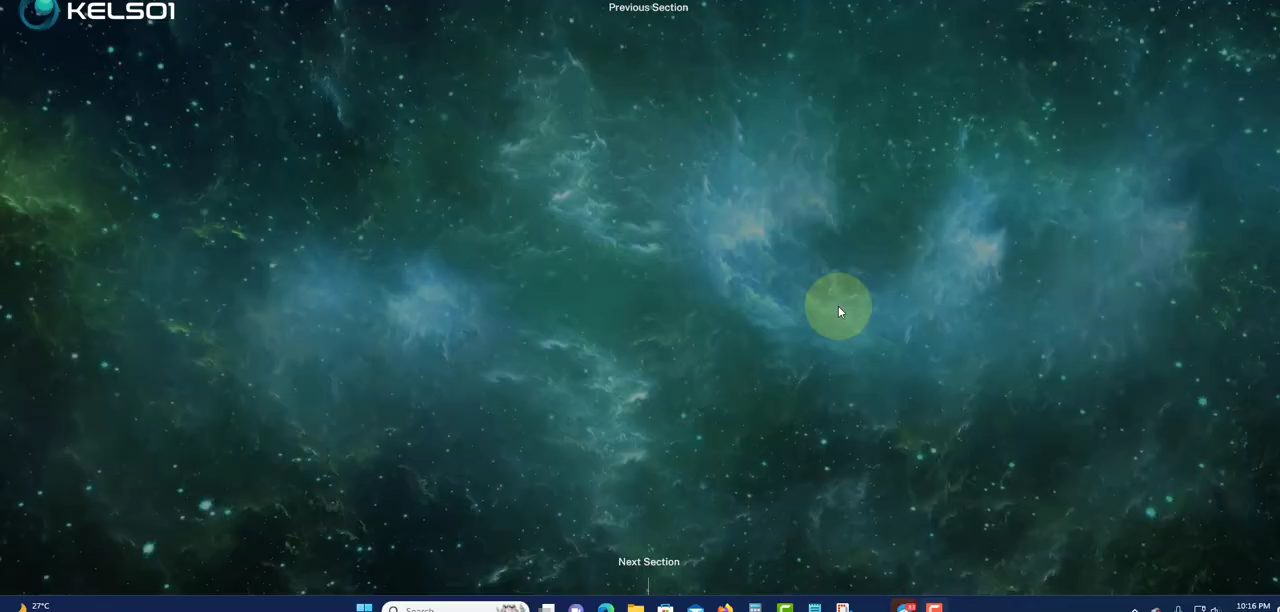 KELSO1
Previous Section
Next Section
27°C
Search
10:16 PM